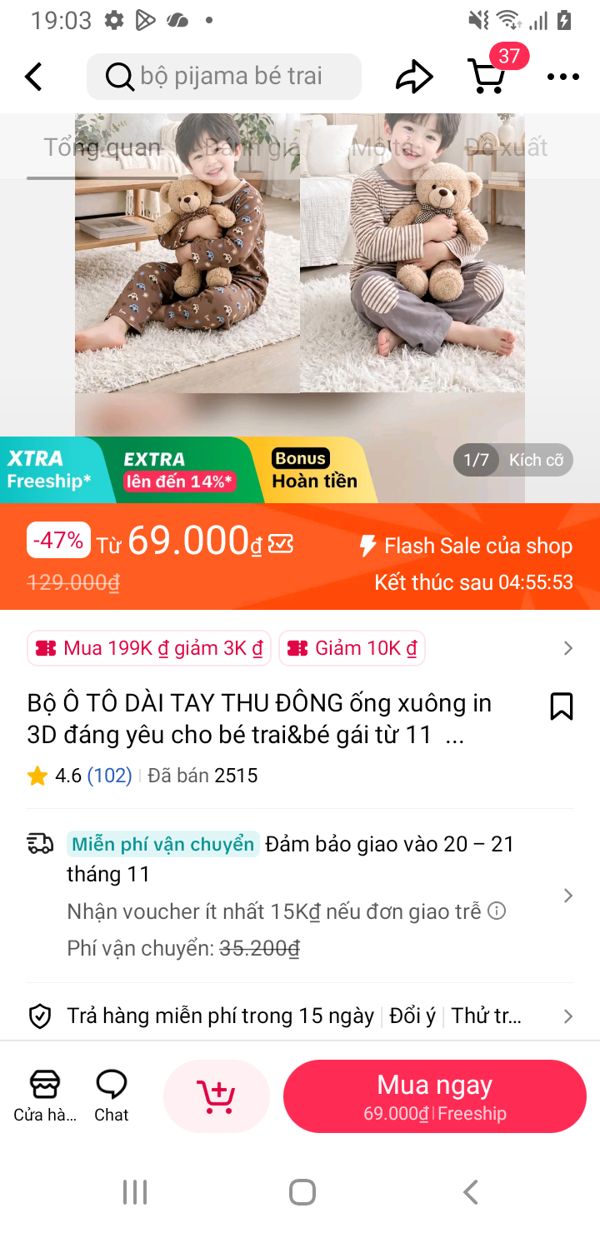 19:03
37
bộ pijama bé trai
Tổng quan Đánh giá Mô tả Đề xuất
XTRA
Freeship*
EXTRA
lên đến 14%*
Bonus
Hoàn tiền
1/7 Kích cỡ
-47% Từ 69.000₫
Flash Sale của shop
129.000₫
Kết thúc sau 04:55:53
Mua 199K ₫ giảm 3K ₫ Giảm 10K ₫
Bộ Ô TÔ DÀI TAY THU ĐÔNG ống xuông in
3D đáng yêu cho bé trai&bé gái từ 11 ...
4.6 (102) Đã bán 2515
Miễn phí vận chuyển Đảm bảo giao vào 20 – 21
tháng 11
Nhận voucher ít nhất 15K₫ nếu đơn giao trễ
Phí vận chuyển: 35.200₫
Trả hàng miễn phí trong 15 ngày Đổi ý Thử tr...
Cửa hà... Chat
Mua ngay
69.000₫ Freeship